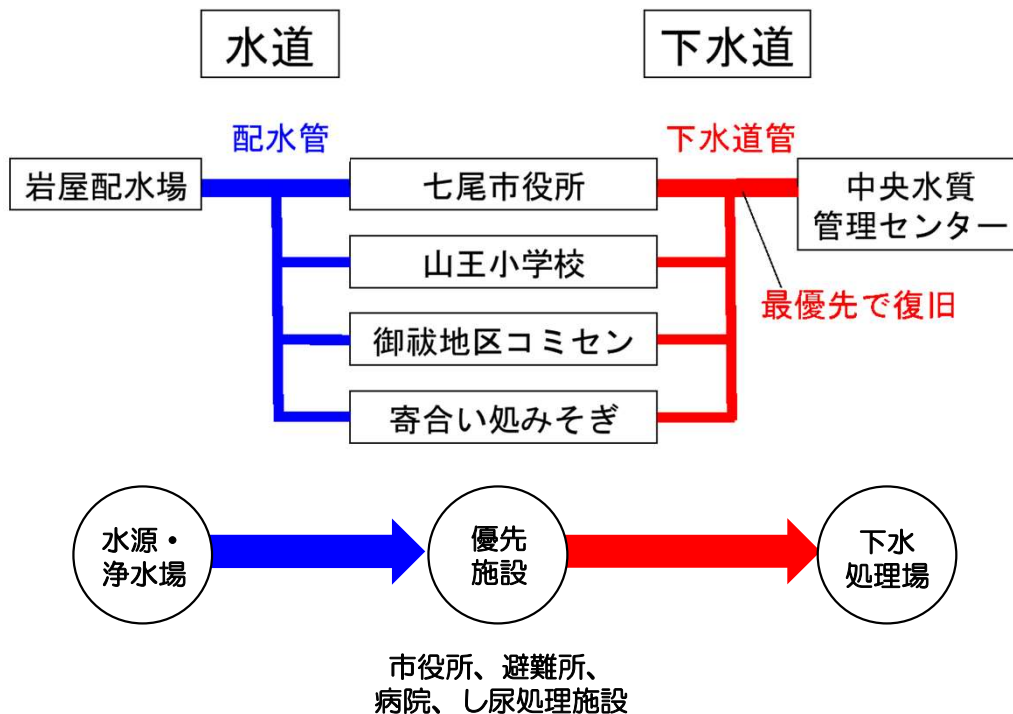 水道
下水道
配水管
下水道管
岩屋配水場
七尾市役所
中央水質
管理センター
山王小学校
最優先で復旧
御祓地区コミセン
寄合い処みそぎ
水源・
浄水場
優先
施設
下水
処理場
市役所、避難所、
病院、し尿処理施設